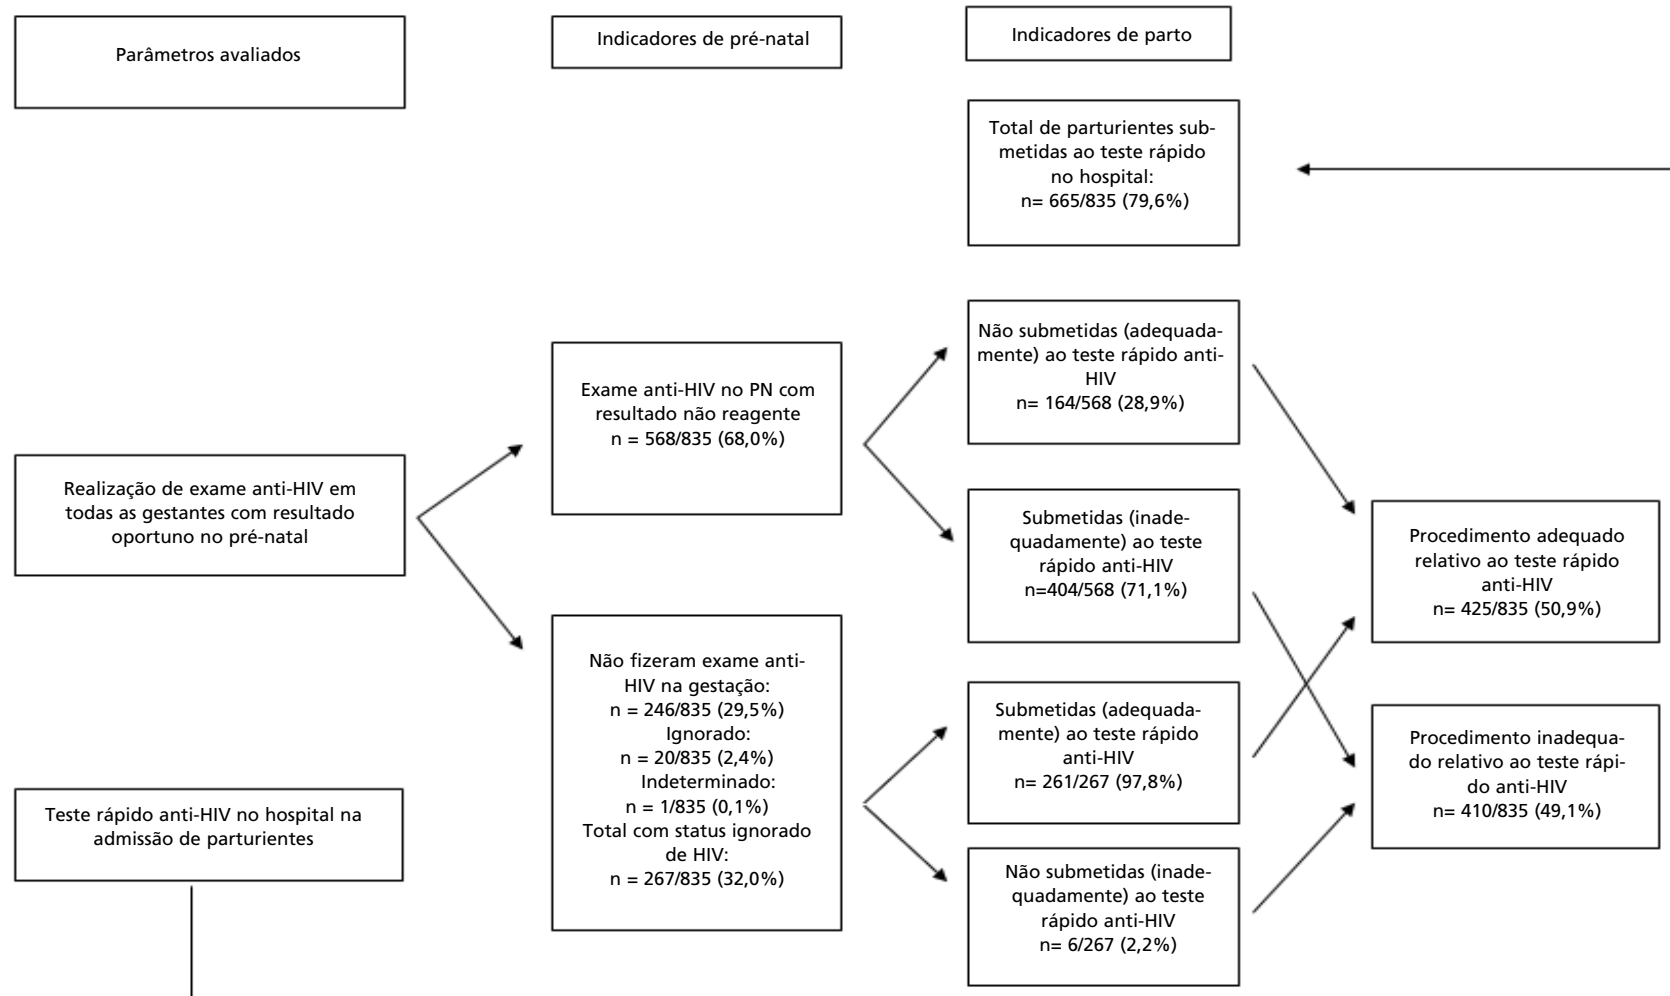 Parâmetros avaliados
Indicadores de pré-natal
Indicadores de parto
Total de parturientes sub-
metidas ao teste rápido
no hospital:
n= 665/835 (79,6%)
Não submetidas (adequada-
mente) ao teste rápido anti-
HIV
n= 164/568 (28,9%)
Exame anti-HIV no PN com
resultado não reagente
n = 568/835 (68,0%)
Realização de exame anti-HIV em
todas as gestantes com resultado
oportuno no pré-natal
Submetidas (inade-
quadamente) ao teste
rápido anti-HIV
n=404/568 (71,1%)
Procedimento adequado
relativo ao teste rápido
anti-HIV
n= 425/835 (50,9%)
Não fizeram exame anti-
HIV na gestação:
n = 246/835 (29,5%)
Ignorado:
n = 20/835 (2,4%)
Indeterminado:
n = 1/835 (0,1%)
Total com status ignorado
de HIV:
n = 267/835 (32,0%)
Submetidas (adequada-
mente) ao teste rápido
anti-HIV
n= 261/267 (97,8%)
Procedimento inadequa-
do relativo ao teste rápi-
do anti-HIV
n= 410/835 (49,1%)
Teste rápido anti-HIV no hospital na
admissão de parturientes
Não submetidas (inade-
quadamente) ao teste
rápido anti-HIV
n= 6/267 (2,2%)